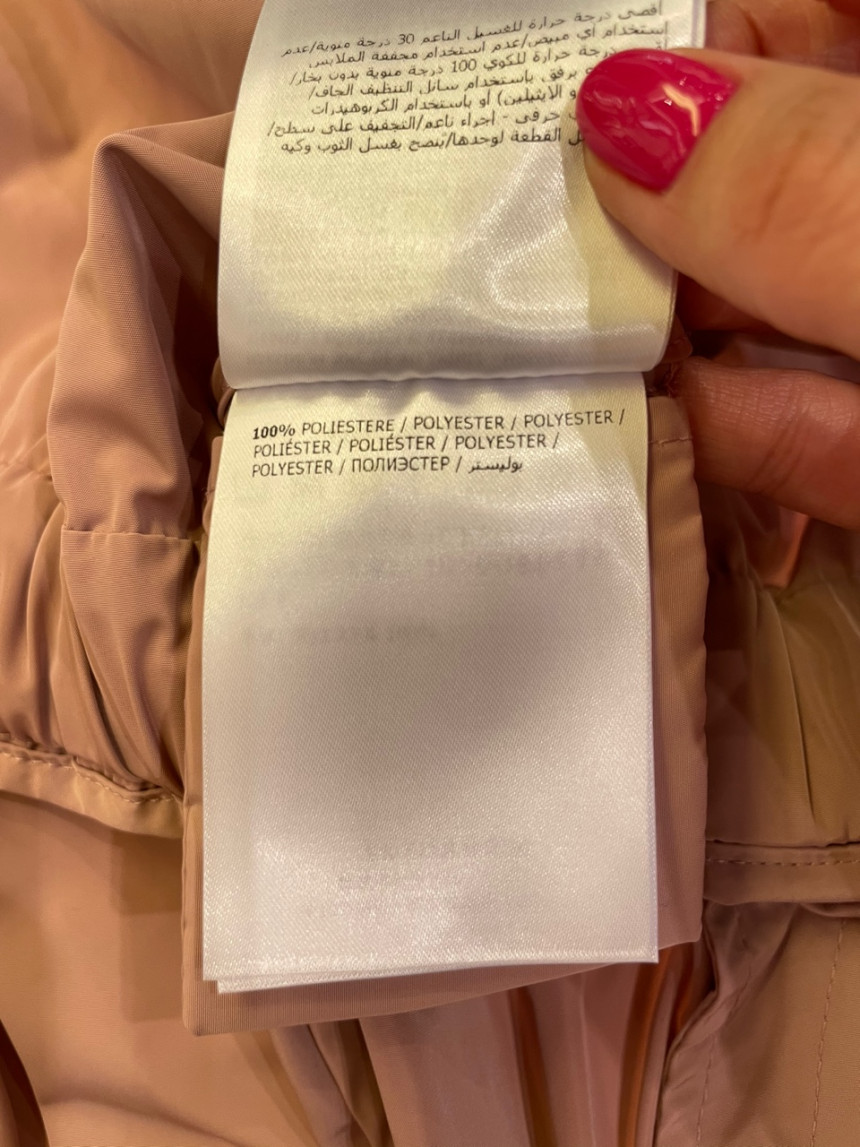 أقصى درجة حرارة للغسيل الناعم 30 درجة مئوية/عدم
استخدام أي مبيض/عدم استخدام مجففة الملابس
درجة حرارة للكوي 100 درجة مئوية بدون بخار/
برفق باستخدام سائل التنظيف الجاف/
الايثيلين) أو باستخدام الكربوهيدرات
حرفي - اجراء ناعم/التجفيف على سطح/
القطعة لوحدها/ينصح بغسل الثوب وكيه
100% POLIESTERE / POLYESTER / POLYESTER /
POLIÉSTER / POLIÉSTER / POLYESTER /
POLYESTER / ПОЛИЭСТЕР / بوليستر